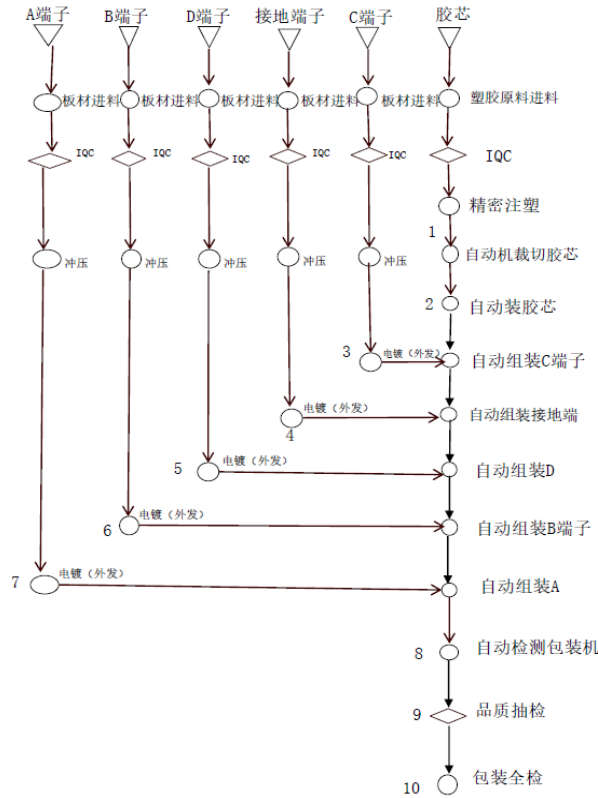 A端子 B端子 D端子 接地端子 C端子 胶芯
板材进料 板材进料 板材进料 板材进料 板材进料 塑胶原料进料
IQC IQC IQC IQC IQC IQC
精密注塑
1
冲压 冲压 冲压 冲压 冲压 自动机裁切胶芯
2 自动装胶芯
3 电镀（外发） 自动组装C端子
电镀（外发） 自动组装接地端
4
5 电镀（外发） 自动组装D
6 电镀（外发） 自动组装B端子
7 电镀（外发） 自动组装A
8 自动检测包装机
9 品质抽检
10 包装全检